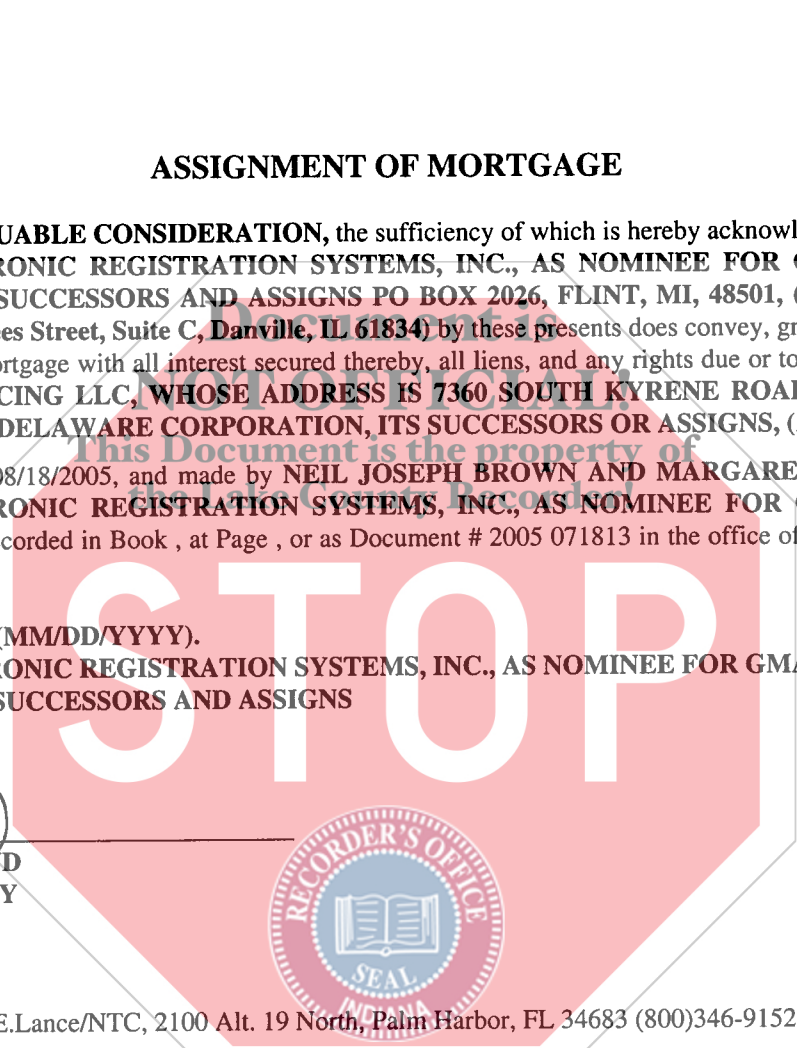 ASSIGNMENT OF MORTGAGE
UABLE CONSIDERATION, the sufficiency of which is hereby acknowl
RONIC REGISTRATION SYSTEMS, INC., AS NOMINEE FOR
SUCCESSORS AND ASSIGNS PO BOX 2026, FLINT, MI, 48501, (
Document is
ees Street, Suite C, Danville, IL 61834) by these presents does convey, gr
rtgage with all interest secured thereby, all liens, and any rights due or to
NOT OFFICIAL!
CING LLC, WHOSE ADDRESS IS 7360 SOUTH KYRENE ROA
DELAWARE CORPORATION, ITS SUCCESSORS OR ASSIGNS, (
This Document is the property of
08/18/2005, and made by NEIL JOSEPH BROWN AND MARGARE
the Lake County Recorder!
RONIC REGISTRATION SYSTEMS, INC., AS NOMINEE FOR
corded in Book , at Page , or as Document # 2005 071813 in the office of
STOP
(MM/DD/YYYY).
RONIC REGISTRATION SYSTEMS, INC., AS NOMINEE FOR GMA
SUCCESSORS AND ASSIGNS
D
Y
RECORDER'S OFFICE
SEAL
INDIANA
E.Lance/NTC, 2100 Alt. 19 North, Palm Harbor, FL 34683 (800)346-9152